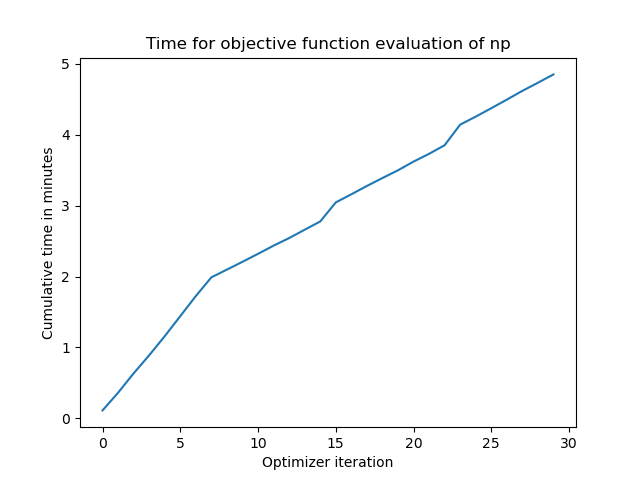 Time for objective function evaluation of np
Cumulative time in minutes
5
4
3
2
1
0
0 5 10 15 20 25 30
Optimizer iteration